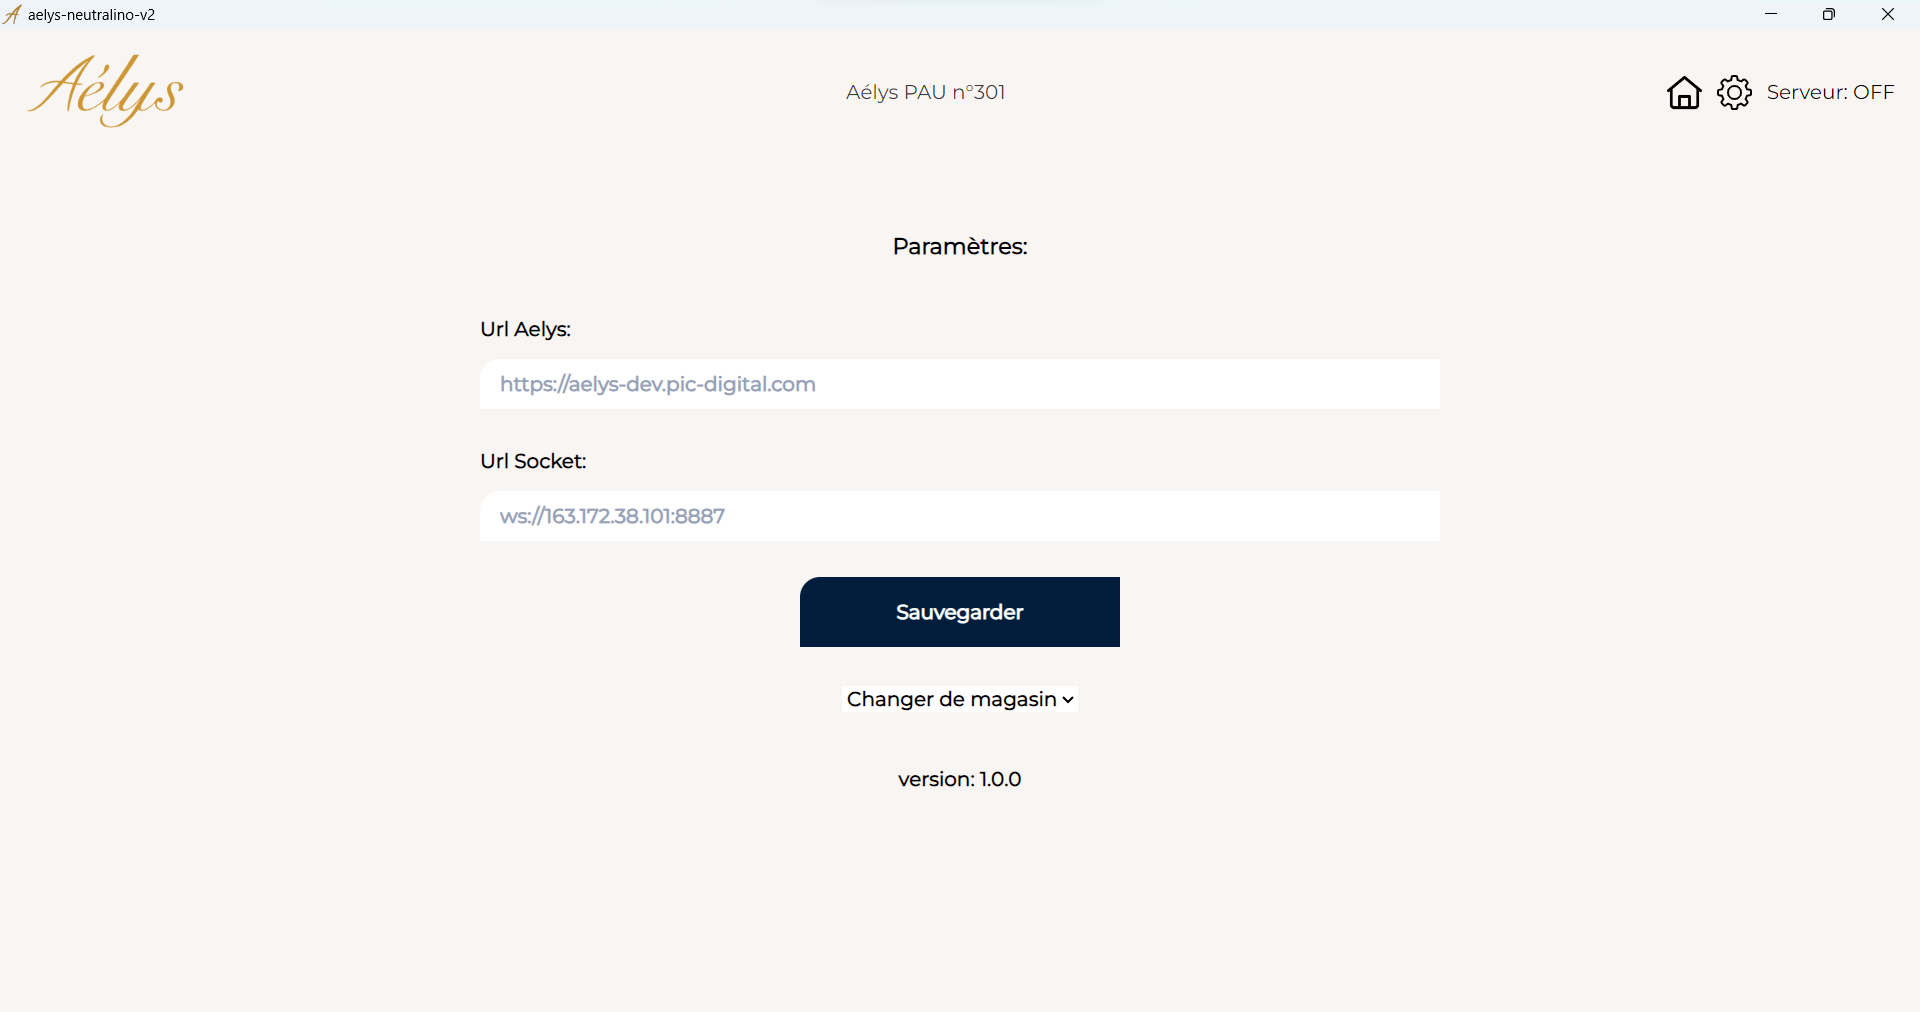 aelys-neutralino-v2
Aélys
Aélys PAU n°301
Serveur: OFF
Paramètres:
Url Aelys:
https://aelys-dev.pic-digital.com
Url Socket:
ws://163.172.38.101:8887
Sauvegarder
Changer de magasin
version: 1.0.0